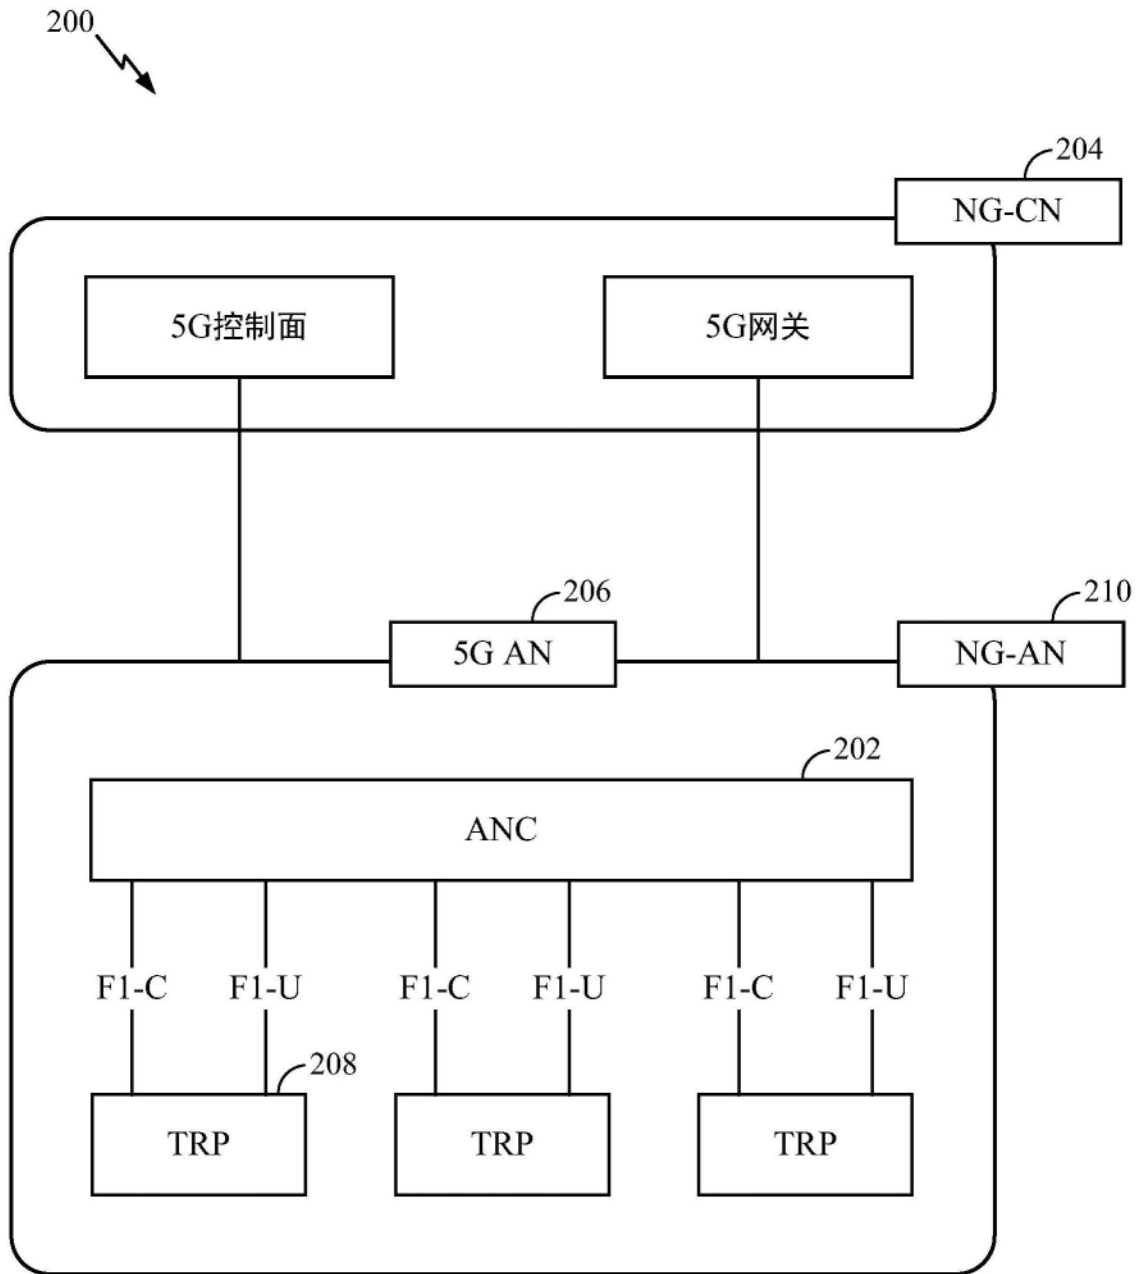 200
204
NG-CN
5G控制面
5G网关
206
210
5G AN
NG-AN
202
ANC
F1-C F1-U F1-C F1-U F1-C F1-U
208
TRP TRP TRP